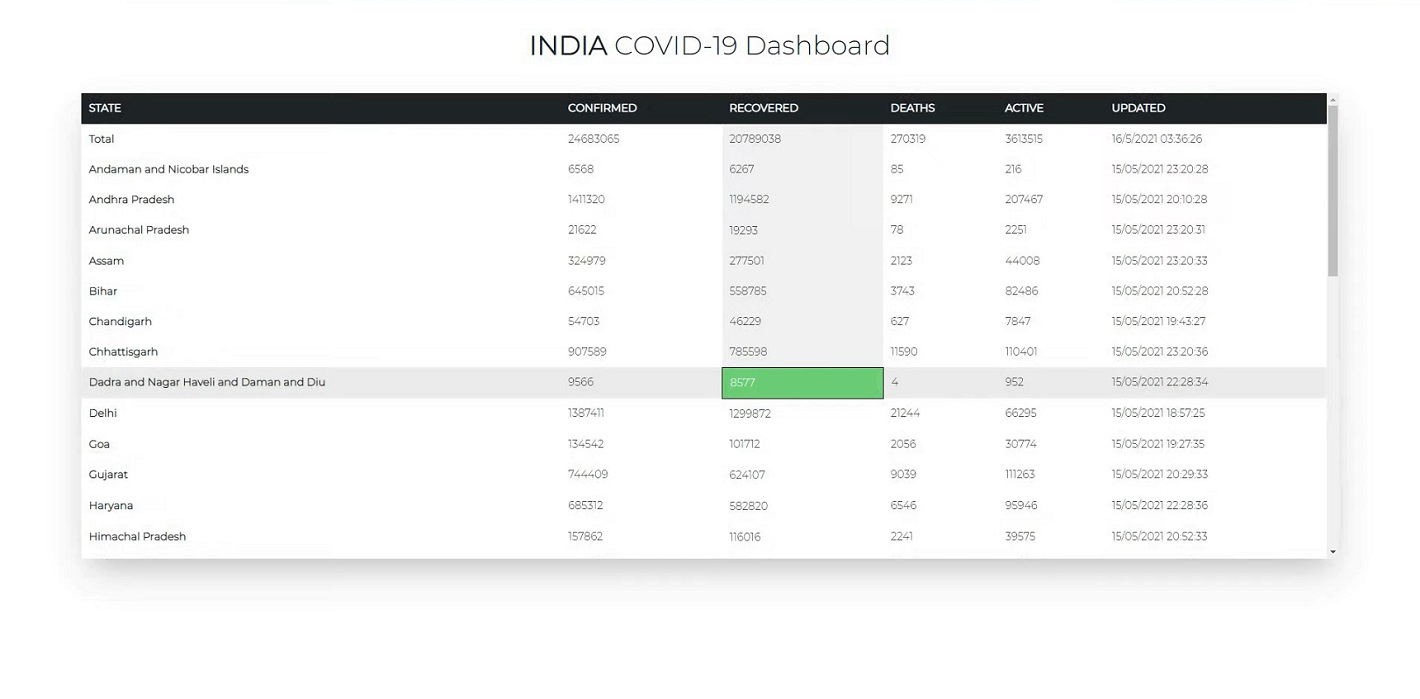 INDIA COVID-19 Dashboard
STATE CONFIRMED RECOVERED DEATHS ACTIVE UPDATED
Total 24683065 20789038 270319 3613515 16/5/2021 03:36:26
Andaman and Nicobar Islands 6568 6267 85 216 15/05/2021 23:20:28
Andhra Pradesh 1411320 1194582 9271 207467 15/05/2021 20:10:28
Arunachal Pradesh 21622 19293 78 2251 15/05/2021 23:20:31
Assam 324979 277501 2123 44008 15/05/2021 23:20:33
Bihar 645015 558785 3743 82486 15/05/2021 20:52:28
Chandigarh 54703 46229 627 7847 15/05/2021 19:43:27
Chhattisgarh 907589 785598 11590 110401 15/05/2021 23:20:36
Dadra and Nagar Haveli and Daman and Diu 9566 8577 4 952 15/05/2021 22:28:34
Delhi 1387411 1299872 21244 66295 15/05/2021 18:57:25
Goa 134542 101712 2056 30774 15/05/2021 19:27:35
Gujarat 744409 624107 9039 111263 15/05/2021 20:29:33
Haryana 685312 582820 6546 95946 15/05/2021 22:28:36
Himachal Pradesh 157862 116016 2241 39575 15/05/2021 20:52:33